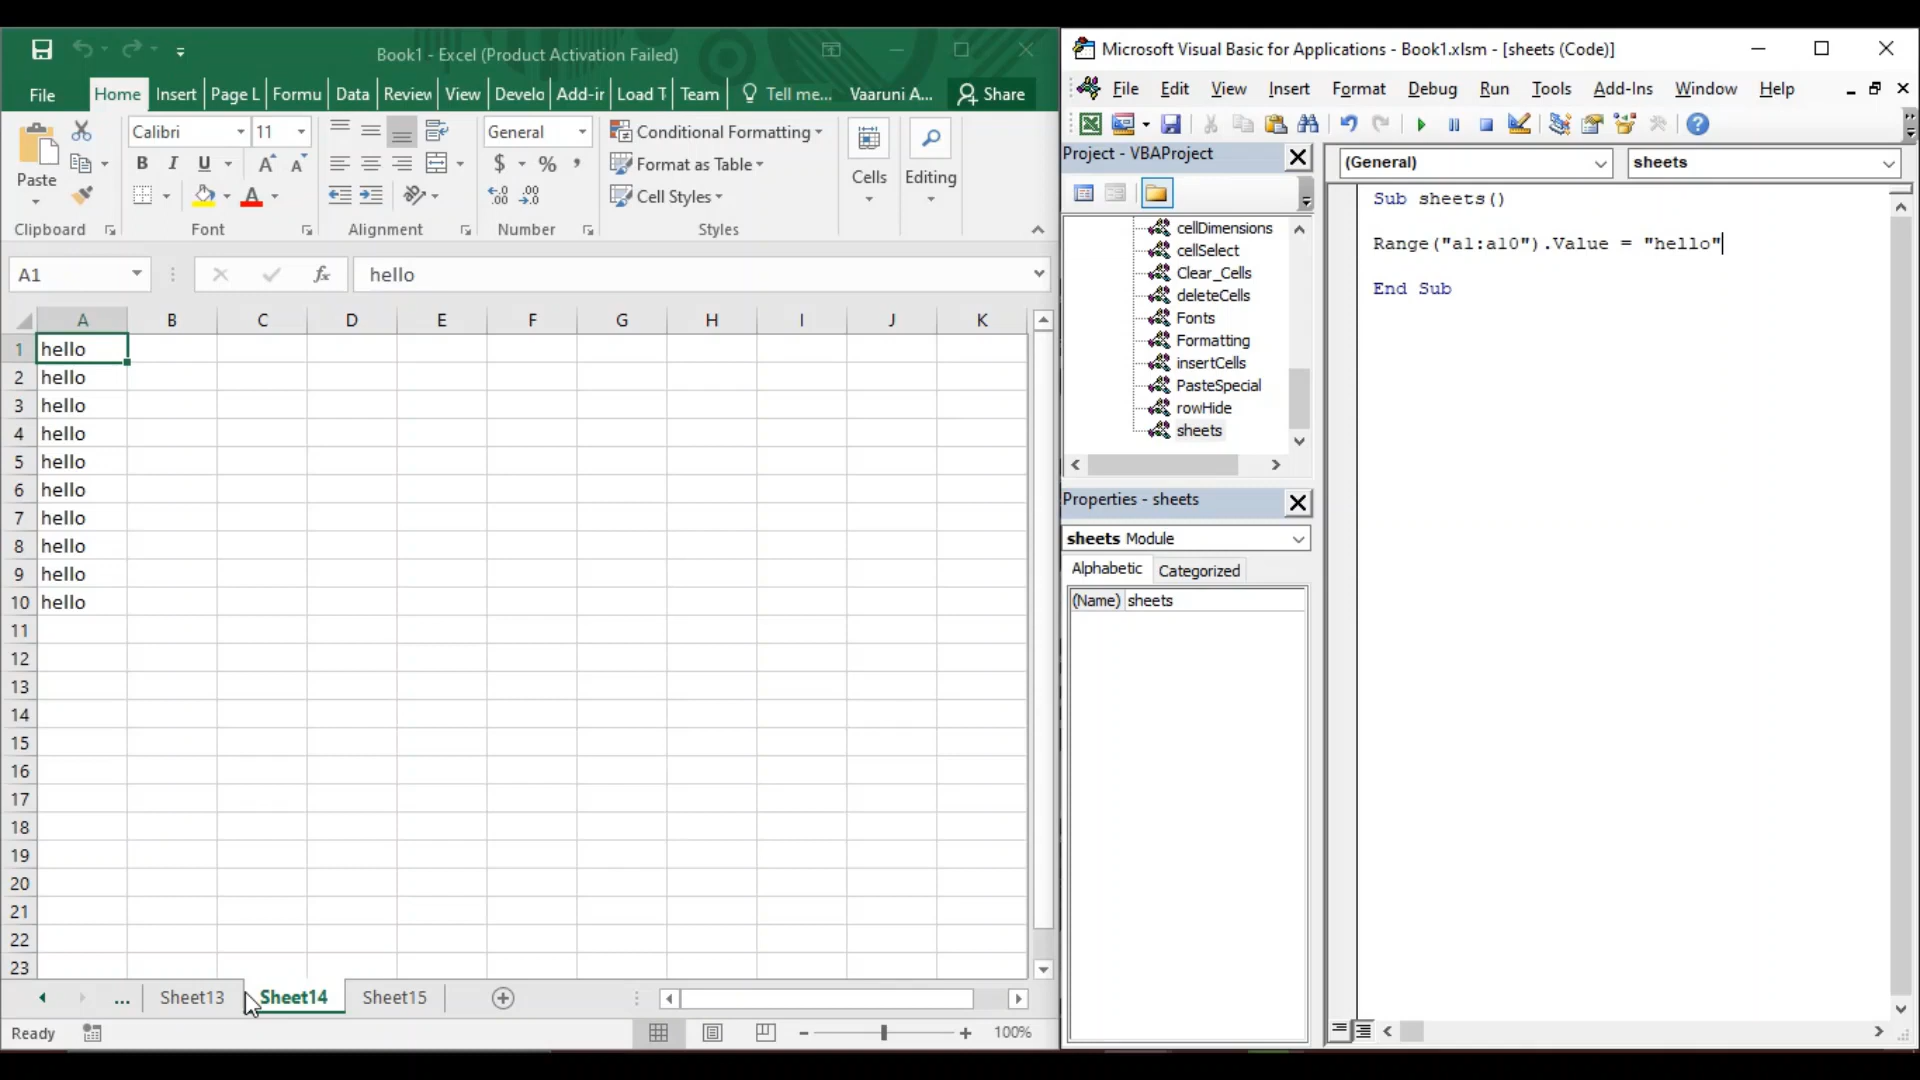 Book1 - Excel (Product Activation Failed)
File Home Insert Page L Formu Data Review View Develo Add-ir Load T Team Tell me... Vaaruni A... Share
Paste
Calibri 11
B I U A A
A
General
$ % ,
Conditional Formatting
Format as Table
Cell Styles
Cells
Editing
Clipboard Font Alignment Number Styles
A1 fx hello
A B C D E F G H I J K
1 hello
2 hello
3 hello
4 hello
5 hello
6 hello
7 hello
8 hello
9 hello
10 hello
11
12
13
14
15
16
17
18
19
20
21
22
23
... Sheet13 Sheet14 Sheet15
Ready 100%
Microsoft Visual Basic for Applications - Book1.xlsm - [sheets (Code)]
File Edit View Insert Format Debug Run Tools Add-Ins Window Help
Project - VBAProject
cellDimensions
cellSelect
Clear_Cells
deleteCells
Fonts
Formatting
insertCells
PasteSpecial
rowHide
sheets
Properties - sheets
sheets Module
Alphabetic Categorized
(Name) sheets
(General) sheets
Sub sheets()
Range("a1:a10").Value = "hello"
End Sub